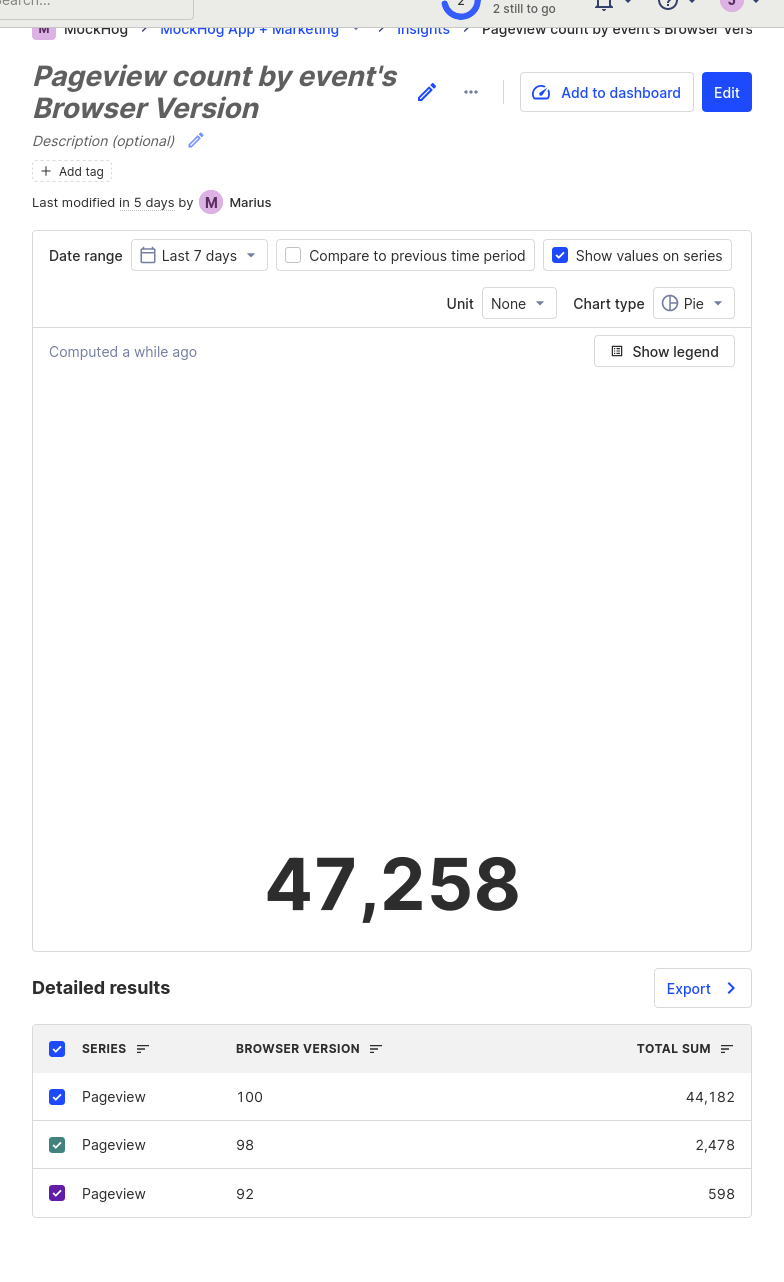 Search...
2
2 still to go
J
M MockHog MockHog App + Marketing Insights Pageview count by event's Browser Vers
Pageview count by event's
Browser Version
Add to dashboard
Edit
Description (optional)
Add tag
Last modified in 5 days by M Marius
Date range Last 7 days Compare to previous time period Show values on series
Unit None Chart type Pie
Computed a while ago Show legend
47,258
Detailed results Export
SERIES BROWSER VERSION TOTAL SUM
Pageview 100 44,182
Pageview 98 2,478
Pageview 92 598